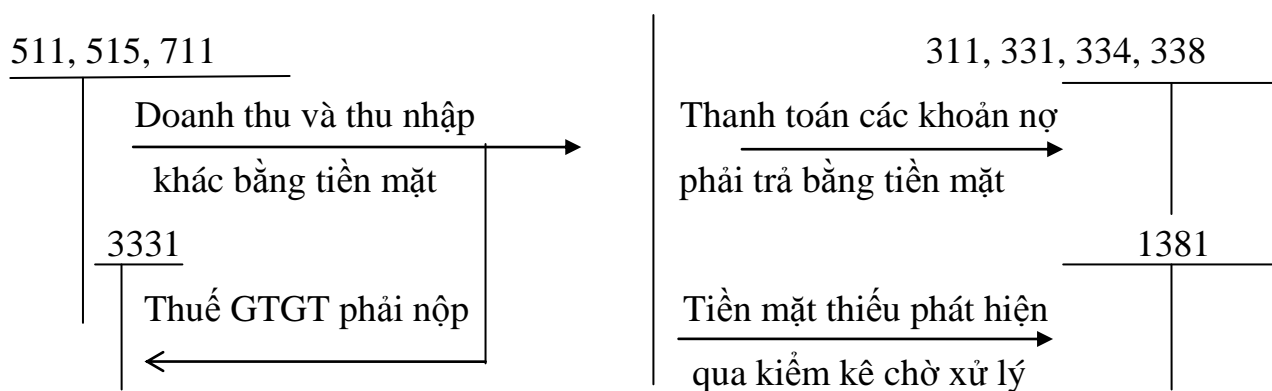 511, 515, 711
Doanh thu và thu nhập
khác bằng tiền mặt
3331
Thuế GTGT phải nộp
311, 331, 334, 338
Thanh toán các khoản nợ
phải trả bằng tiền mặt
1381
Tiền mặt thiếu phát hiện
qua kiểm kê chờ xử lý